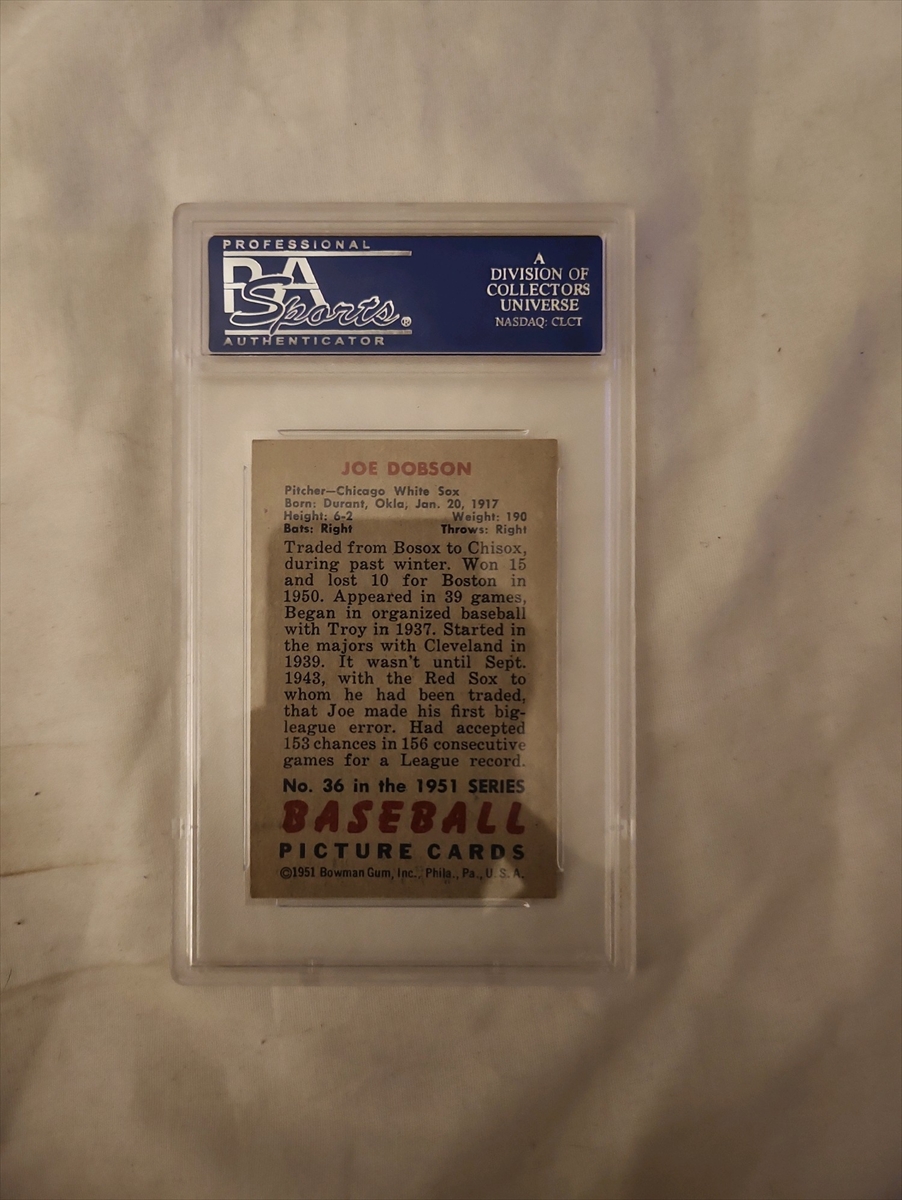 PROFESSIONAL
PSA
Sports®
AUTHENTICATOR
A
DIVISION OF
COLLECTORS
UNIVERSE
NASDAQ: CLCT
JOE DOBSON
Pitcher—Chicago White Sox
Born: Durant, Okla, Jan. 20, 1917
Height: 6-2 Weight: 190
Bats: Right Throws: Right
Traded from Bosox to Chisox,
during past winter. Won 15
and lost 10 for Boston in
1950. Appeared in 39 games,
Began in organized baseball
with Troy in 1937. Started in
the majors with Cleveland in
1939. It wasn't until Sept.
1943, with the Red Sox to
whom he had been traded,
that Joe made his first big-
league error. Had accepted
153 chances in 156 consecutive
games for a League record.
No. 36 in the 1951 SERIES
BASEBALL
PICTURE CARDS
©1951 Bowman Gum, Inc., Phila., Pa., U. S. A.